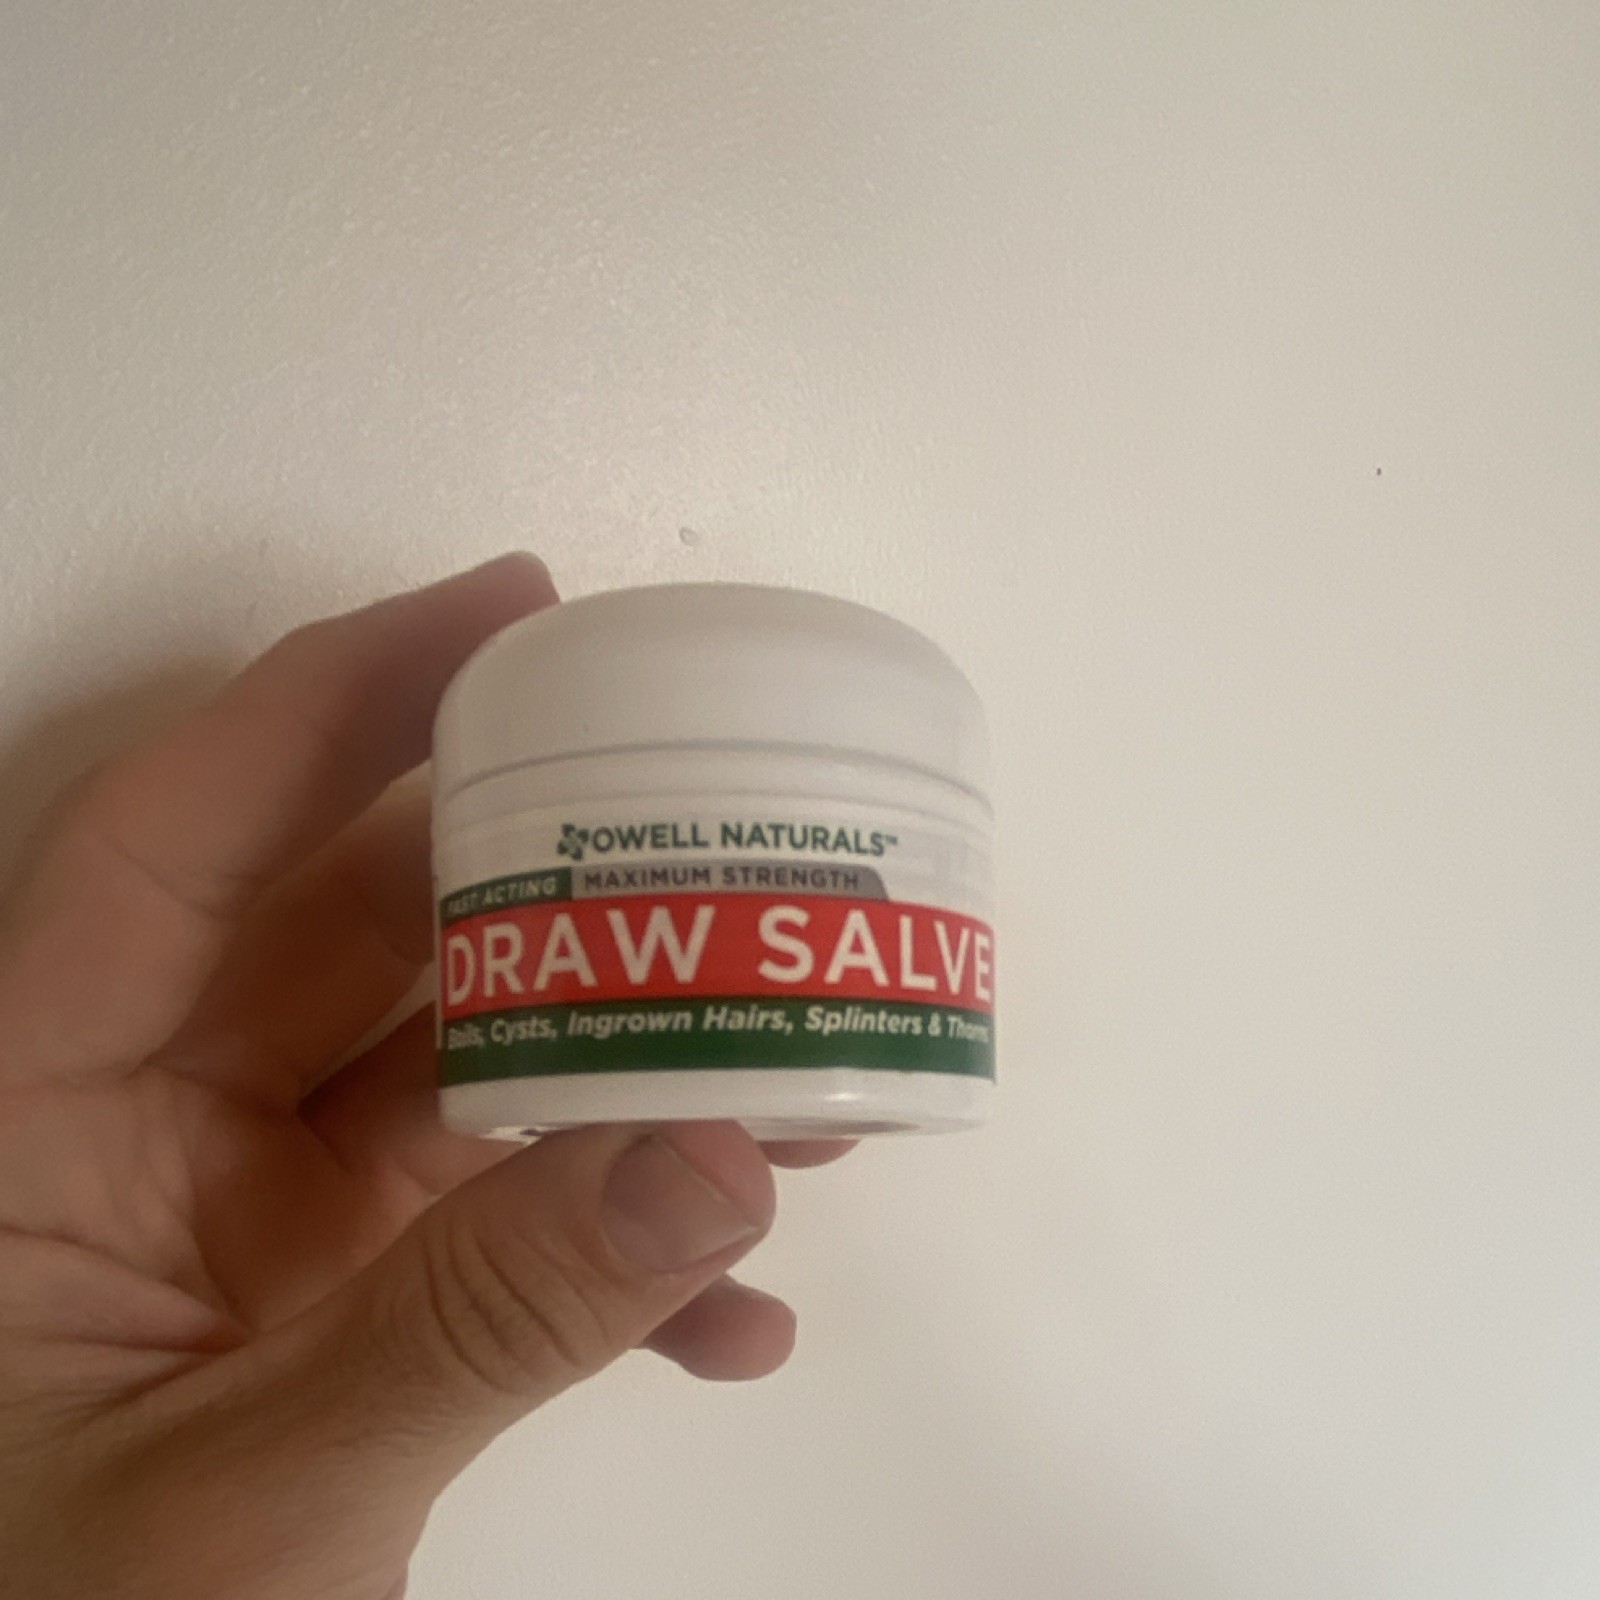 OWELL NATURALS™
FAST ACTING MAXIMUM STRENGTH
DRAW SALVE
Boils, Cysts, Ingrown Hairs, Splinters & Thorns